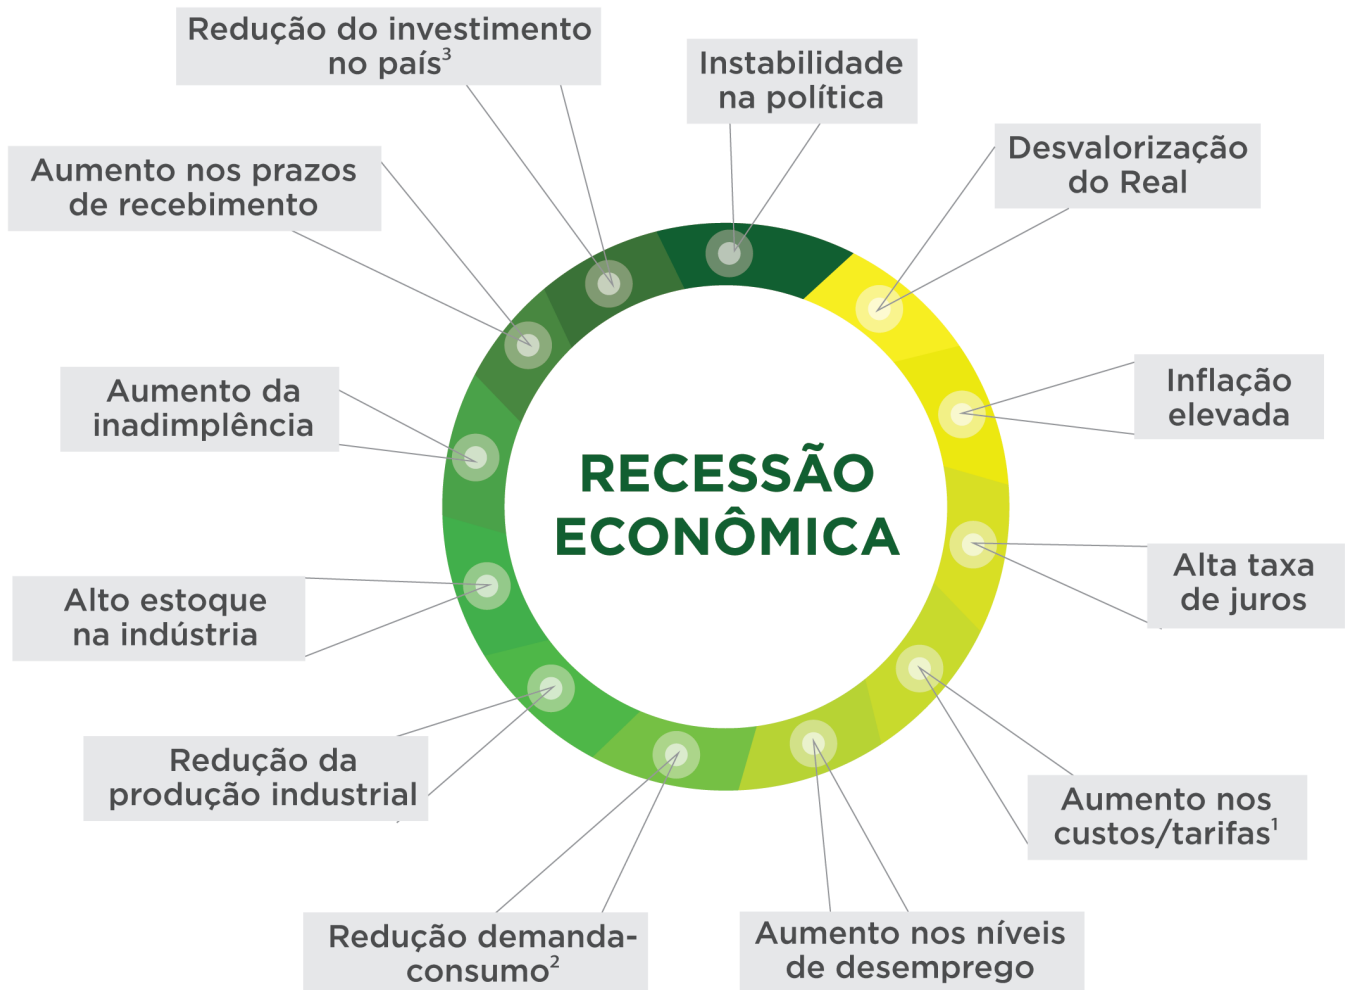 Redução do investimento
no país³
Instabilidade
na política
Desvalorização
do Real
Inflação
elevada
Alta taxa
de juros
Aumento nos
custos/tarifas¹
Aumento nos níveis
de desemprego
Redução demanda-
consumo²
Redução da
produção industrial
Alto estoque
na indústria
Aumento da
inadimplência
Aumento nos prazos
de recebimento
RECESSÃO
ECONÔMICA